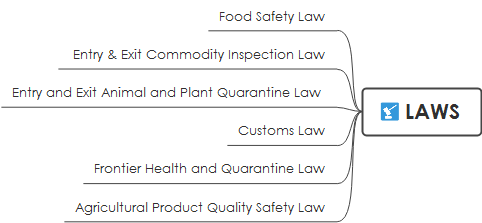 Food Safety Law
Entry & Exit Commodity Inspection Law
Entry and Exit Animal and Plant Quarantine Law
LAWS
Customs Law
Frontier Health and Quarantine Law
Agricultural Product Quality Safety Law